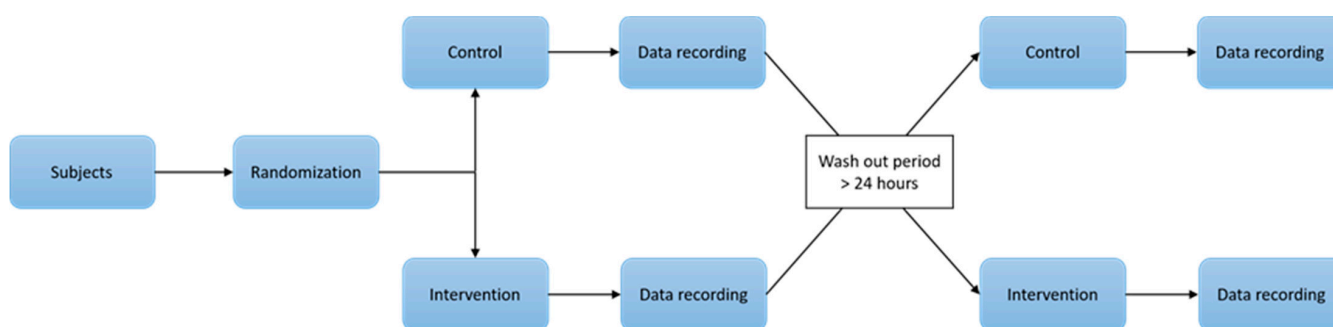 Control
Data recording
Control
Data recording
Subjects
Randomization
Wash out period
> 24 hours
Intervention
Data recording
Intervention
Data recording